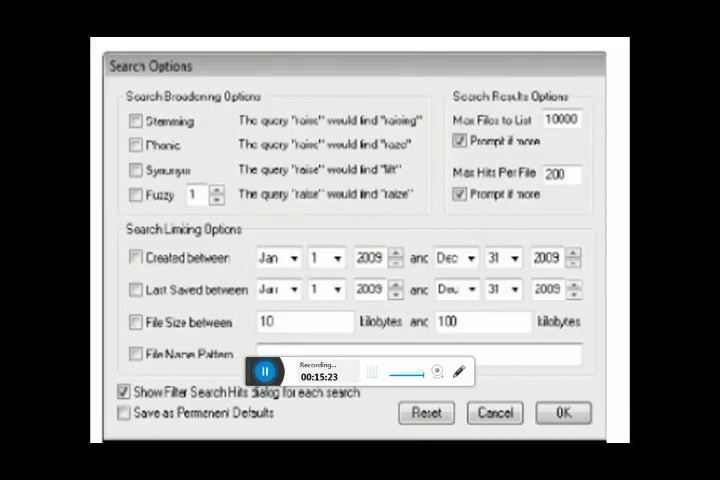 Search Options
Search Broadening Options
Stemming The query "raise" would find "raising"
Phonic The query "raise" would find "raze"
Synonym The query "raise" would find "lift"
Fuzzy 1 The query "raise" would find "raize"
Search Results Options
Max Files to List 10000
Prompt if more
Max Hits Per File 200
Prompt if more
Search Limiting Options
Created between Jan 1 2009 and Dec 31 2009
Last Saved between Jan 1 2009 and Dec 31 2009
File Size between 10 kilobytes and 100 kilobytes
File Name Pattern
Recording...
00:15:23
Show Filter Search Hits dialog for each search
Save as Permanent Defaults
Reset Cancel OK